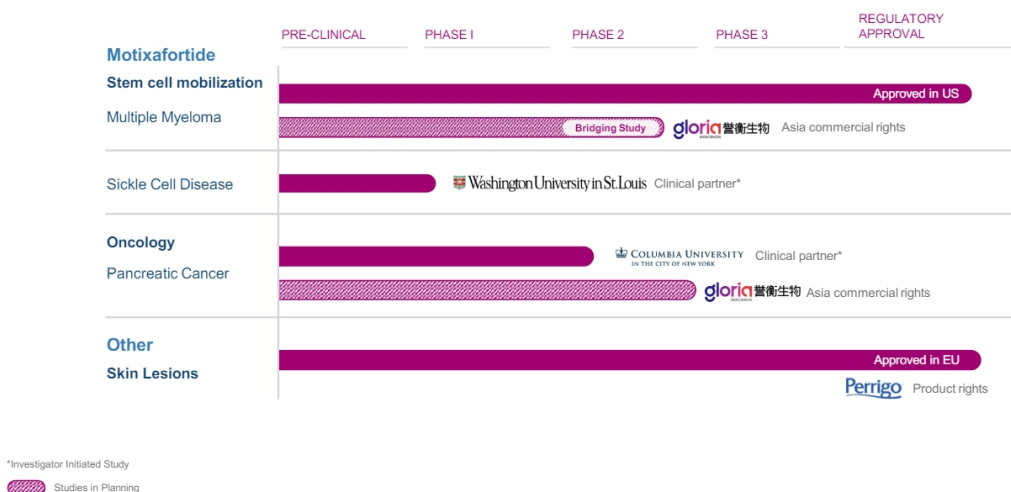 PRE-CLINICAL
PHASE I
PHASE 2
PHASE 3
REGULATORY
APPROVAL
Motixafortide
Stem cell mobilization
Approved in US
Multiple Myeloma
Bridging Study
gloria 誉衡生物 Asia commercial rights
Sickle Cell Disease
Washington University in St. Louis Clinical partner*
Oncology
COLUMBIA UNIVERSITY Clinical partner*
IN THE CITY OF NEW YORK
Pancreatic Cancer
gloria 誉衡生物 Asia commercial rights
Other
Approved in EU
Skin Lesions
Perrigo Product rights
*Investigator Initiated Study
Studies in Planning